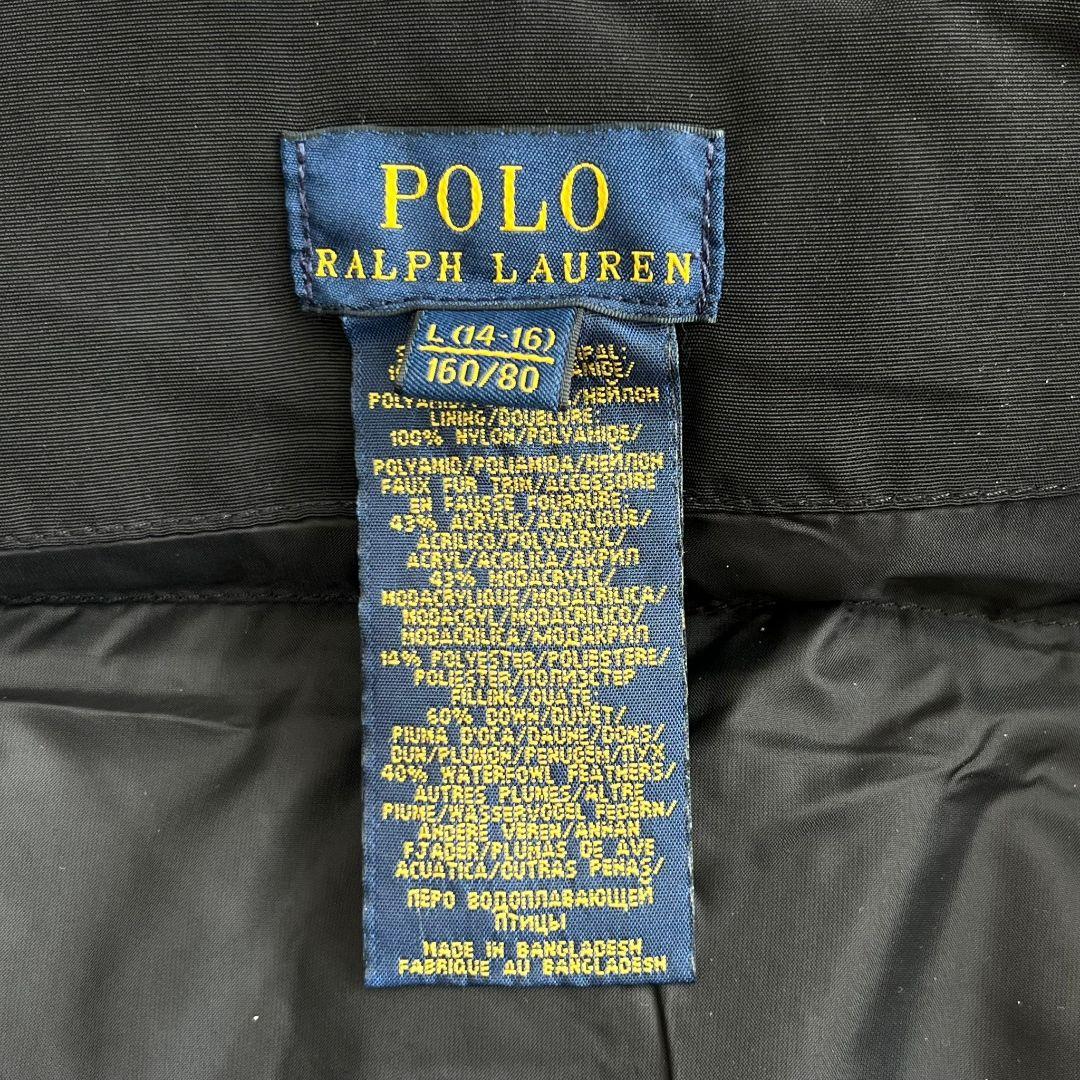 POLO
RALPH LAUREN
L (14-16)
160/80
LINING/DOUBLURE
100% NYLON/POLYAMIDE/
POLYAMID/POLIAMIDA/НЕЙЛОН
FAUX FUR TRIM/ACCESSOIRE
EN FAUSSE FOURRURE
43% ACRYLIC/ACRYLIQUE/
ACRILICO/POLYACRYL/
ACRYL/ACRILICA/АКРИЛ
43% MODACRYLIC/
MODACRYLIQUE/MODACRILICA/
MODACRYL/MODACRILICO/
MODACRILICA/МОДАКРИЛ
14% POLYESTER/POLIESTERE/
POLIESTER/ПОЛИЭСТЕР
FILLING/OUATE
60% DOWN/DUVET/
PIUMA D'OCA/DAUNE/DONS/
DUN/PLUMON/PENUGEM/ПУХ
40% WATERFOWL FEATHERS/
AUTRES PLUMES/ALTRE
PIUME/WASSERVOGEL FEDERN/
ANDERE VEREN/ANNAN
FJADER/PLUMAS DE AVE
ACUATICA/OUTRAS PENAS/
ПЕРО ВОДОПЛАВАЮЩЕЙ
ПТИЦЫ
MADE IN BANGLADESH
FABRIQUE AU BANGLADESH